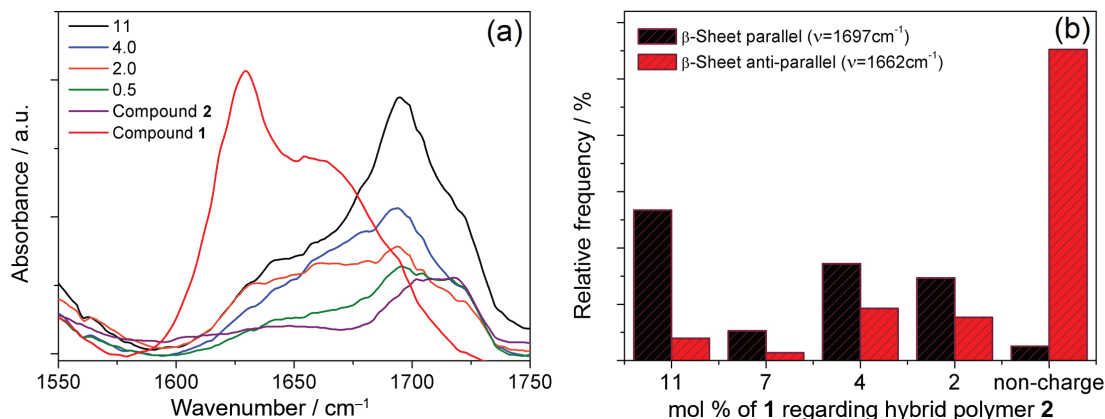 (a)
11
4.0
2.0
0.5
Compound 2
Compound 1
Absorbance / a.u.
1550 1600 1650 1700 1750
Wavenumber / cm⁻¹
(b)
β-Sheet parallel (ν=1697cm⁻¹)
β-Sheet anti-parallel (ν=1662cm⁻¹)
Relative frequency / %
11 7 4 2 non-charge
mol % of 1 regarding hybrid polymer 2